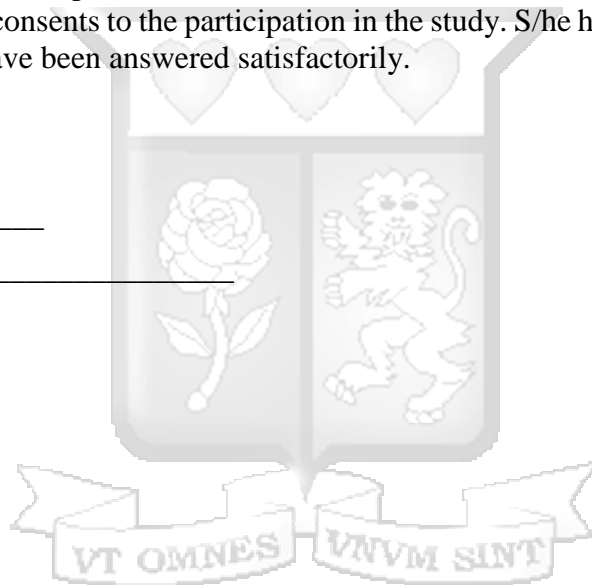 consents to the participation in the study. S/he h
ave been answered satisfactorily.
VT OMNES VNVM SINT